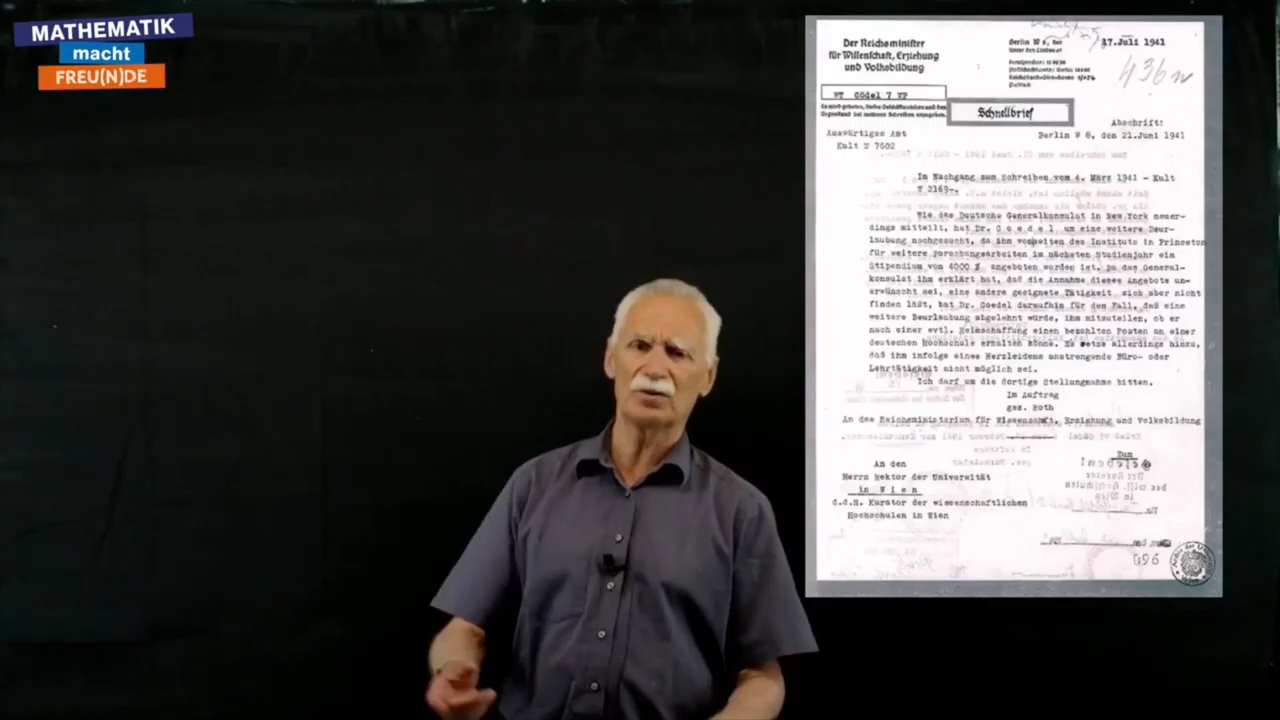 MATHEMATIK
macht
FREU(N)DE
Der Reichsminister
für Wissenschaft, Erziehung
und Volksbildung
Berlin W 8, den
17.Juli 1941
WT Gödel 7 WP
Schnellbrief
Abschrift!
Berlin W 8, den 21.Juni 1941
Auswärtiges Amt
Kult W 7602
Im Nachgang zum Schreiben vom 4. März 1941 - Kult
W 2169-.
Wie das Deutsche Generalkonsulat in New York neuer-
dings mitteilt, hat Dr. G o e d e l um eine weitere Beur-
laubung nachgesucht, da ihm vonseiten des Instituts in Princeton
für weitere Forschungsarbeiten im nächsten Studienjahr ein
Stipendium von 4000 $ angeboten worden ist. Da das General-
konsulat ihm erklärt hat, daß die Annahme dieses Angebots un-
erwünscht sei, eine andere geeignete Tätigkeit sich aber nicht
finden läßt, bat Dr. Goedel daraufhin für den Fall, daß eine
weitere Beurlaubung abgelehnt würde, ihm mitzuteilen, ob er
nach einer evtl. Heimschaffung einen bezahlten Posten an einer
deutschen Hochschule erhalten könne. Er setze allerdings hinzu,
daß ihm infolge eines Herzleidens anstrengende Büro- oder
Lehrtätigkeit nicht möglich sei.
Ich darf um die dortige Stellungnahme bitten.
Im Auftrag
gez. Roth
An das Reichsministerium für Wissenschaft, Erziehung und Volksbildung
An den
Herrn Rektor der Universität
in W i e n
d.d.H. Kurator der wissenschaftlichen
Hochschulen in Wien
096